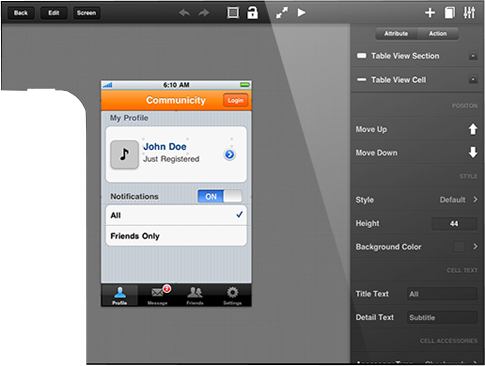 Back Edit Screen
Attribute Action
6:10 AM
Communicity Login
My Profile
John Doe
Just Registered
Notifications ON
All
Friends Only
Profile Message 7 Friends Settings
Table View Section
Table View Cell
POSITION
Move Up
Move Down
STYLE
Style Default
Height 44
Background Color
CELL TEXT
Title Text All
Detail Text Subtitle
CELL ACCESSORIES